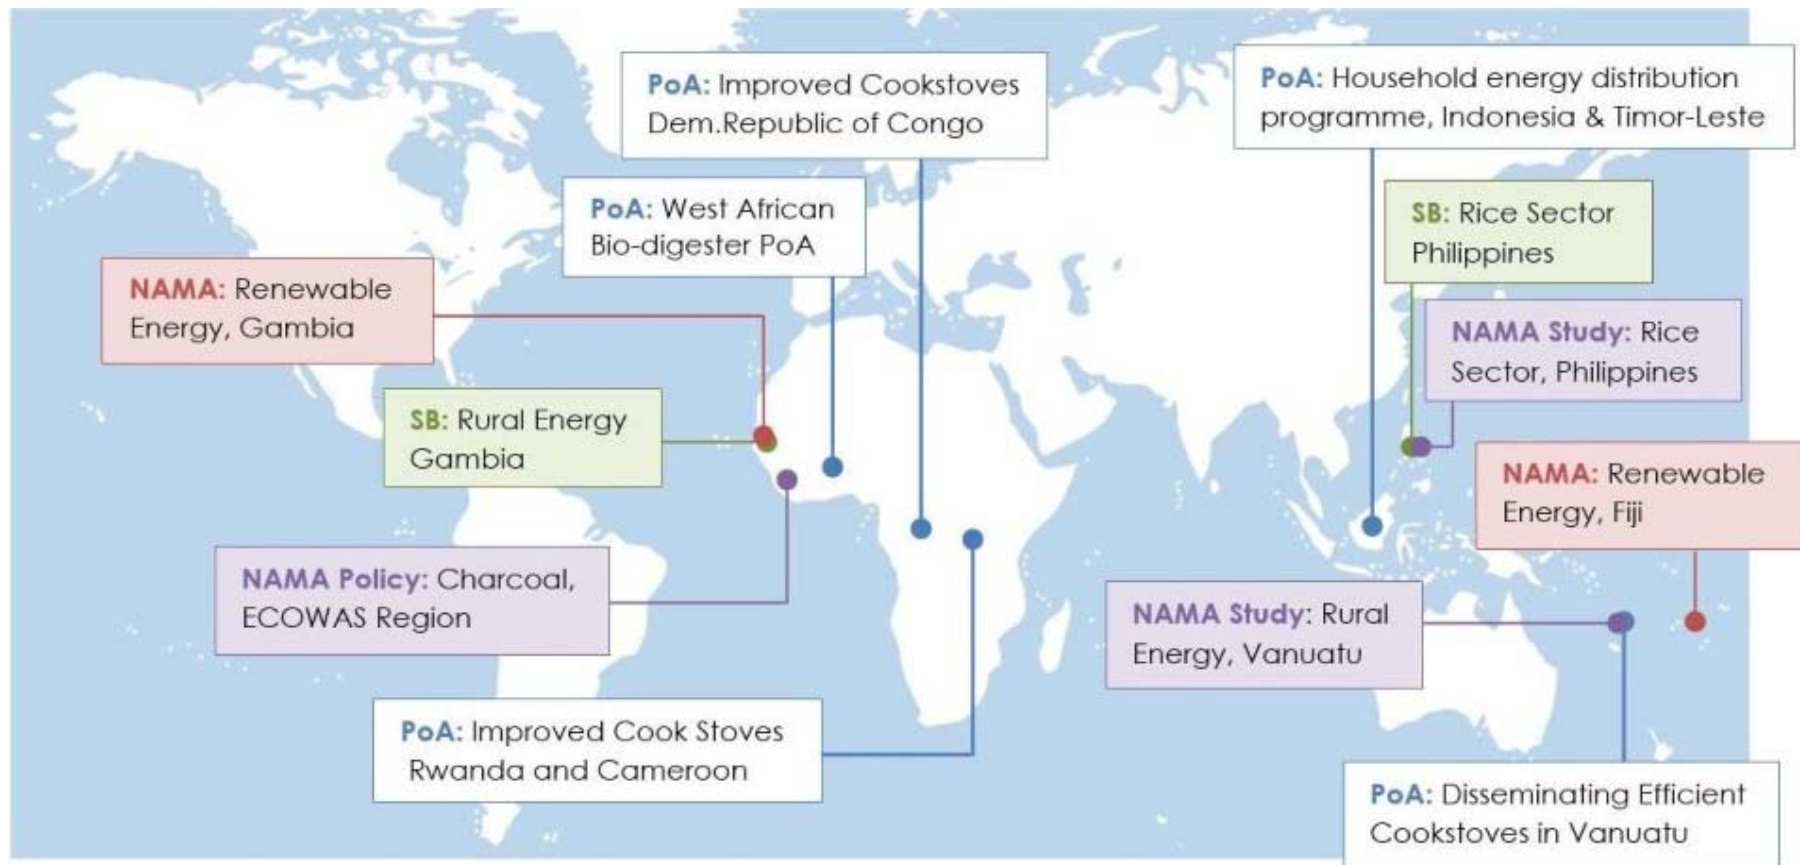 PoA: Improved Cookstoves
Dem.Republic of Congo
PoA: Household energy distribution
programme, Indonesia & Timor-Leste
PoA: West African
Bio-digester PoA
SB: Rice Sector
Philippines
NAMA: Renewable
Energy, Gambia
NAMA Study: Rice
Sector, Philippines
SB: Rural Energy
Gambia
NAMA: Renewable
Energy, Fiji
NAMA Policy: Charcoal,
ECOWAS Region
NAMA Study: Rural
Energy, Vanuatu
PoA: Improved Cook Stoves
Rwanda and Cameroon
PoA: Disseminating Efficient
Cookstoves in Vanuatu